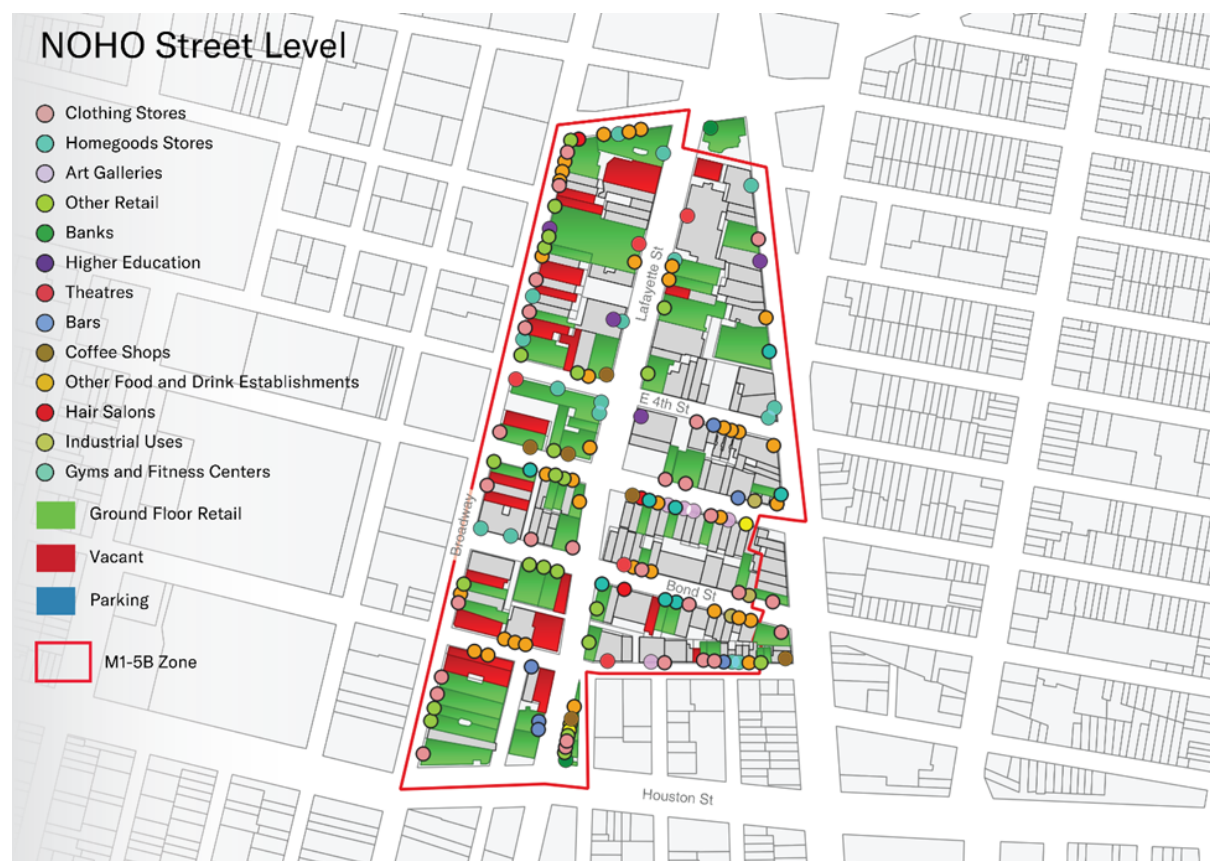 NOHO Street Level
Clothing Stores
Homegoods Stores
Art Galleries
Other Retail
Banks
Higher Education
Theatres
Bars
Coffee Shops
Other Food and Drink Establishments
Hair Salons
Industrial Uses
Gyms and Fitness Centers
Ground Floor Retail
Vacant
Parking
M1-5B Zone
Lafayette St
E 4th St
Broadway
Bond St
Houston St